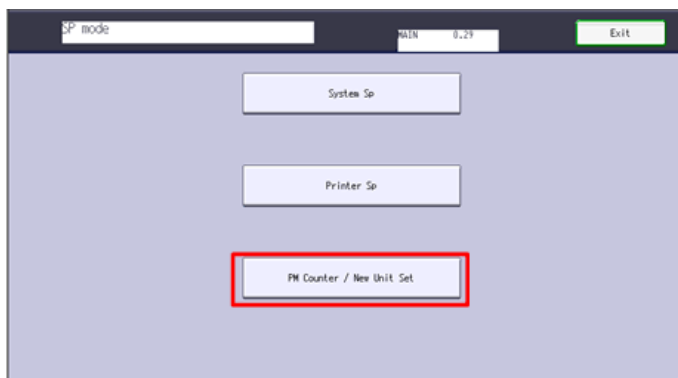 SP mode
MAIN 0.29
Exit
System Sp
Printer Sp
PM Counter / New Unit Set